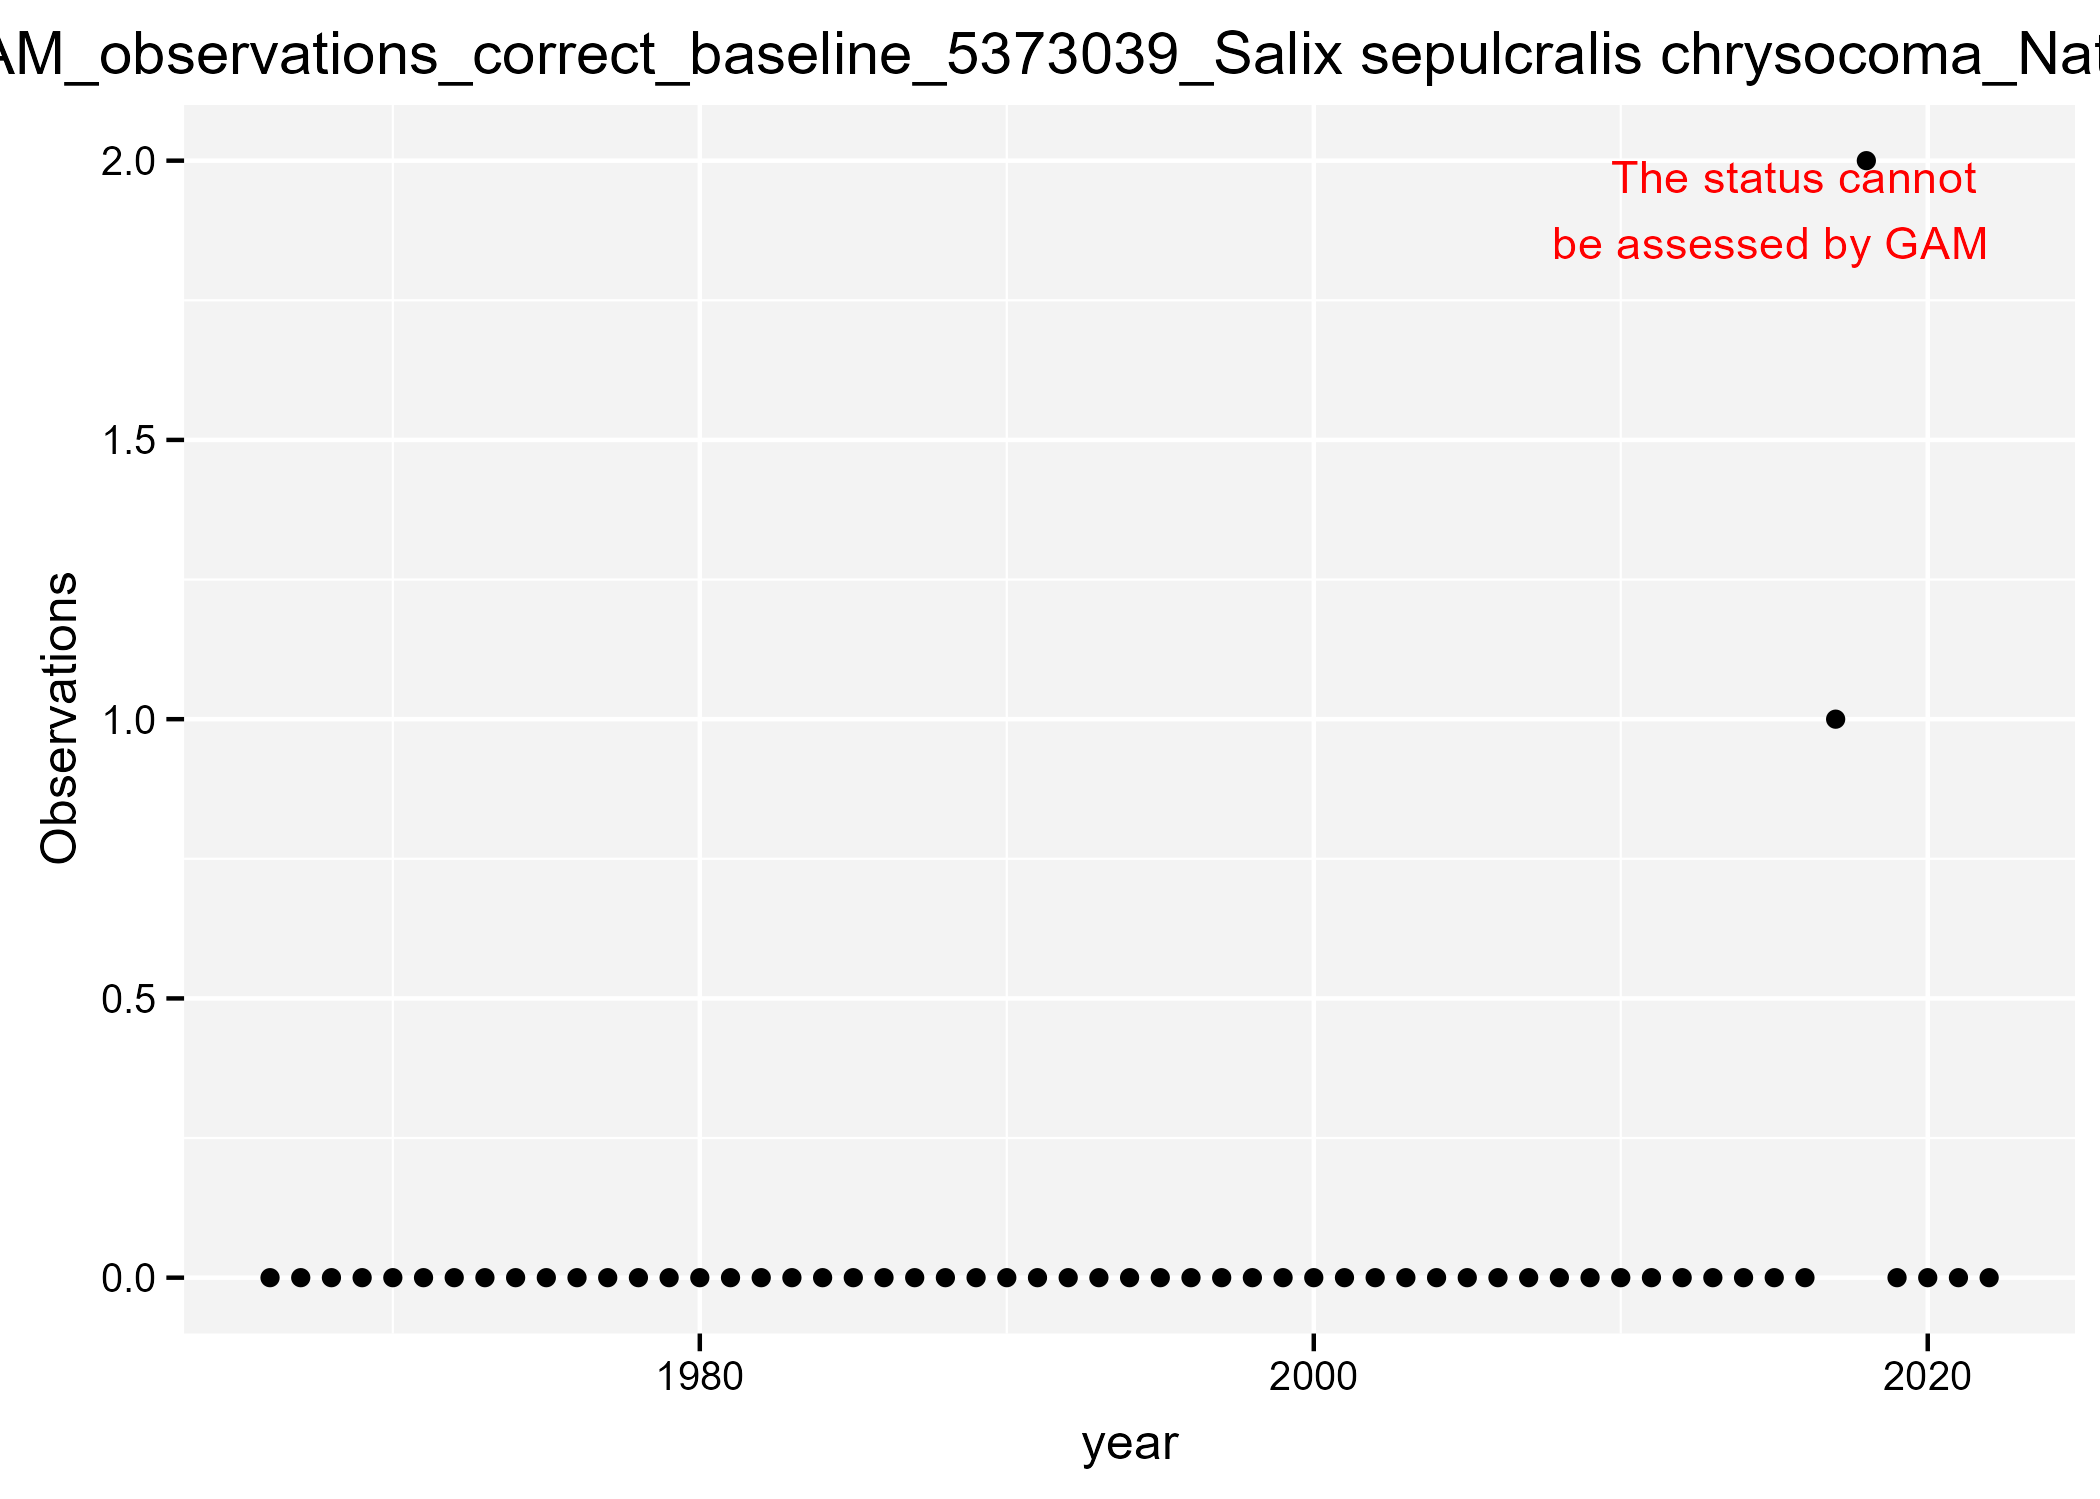 AM_observations_correct_baseline_5373039_Salix sepulcralis chrysocoma_Nat
2.0
The status cannot
be assessed by GAM
1.5
1.0
0.5
0.0
Observations
1980 2000 2020
year